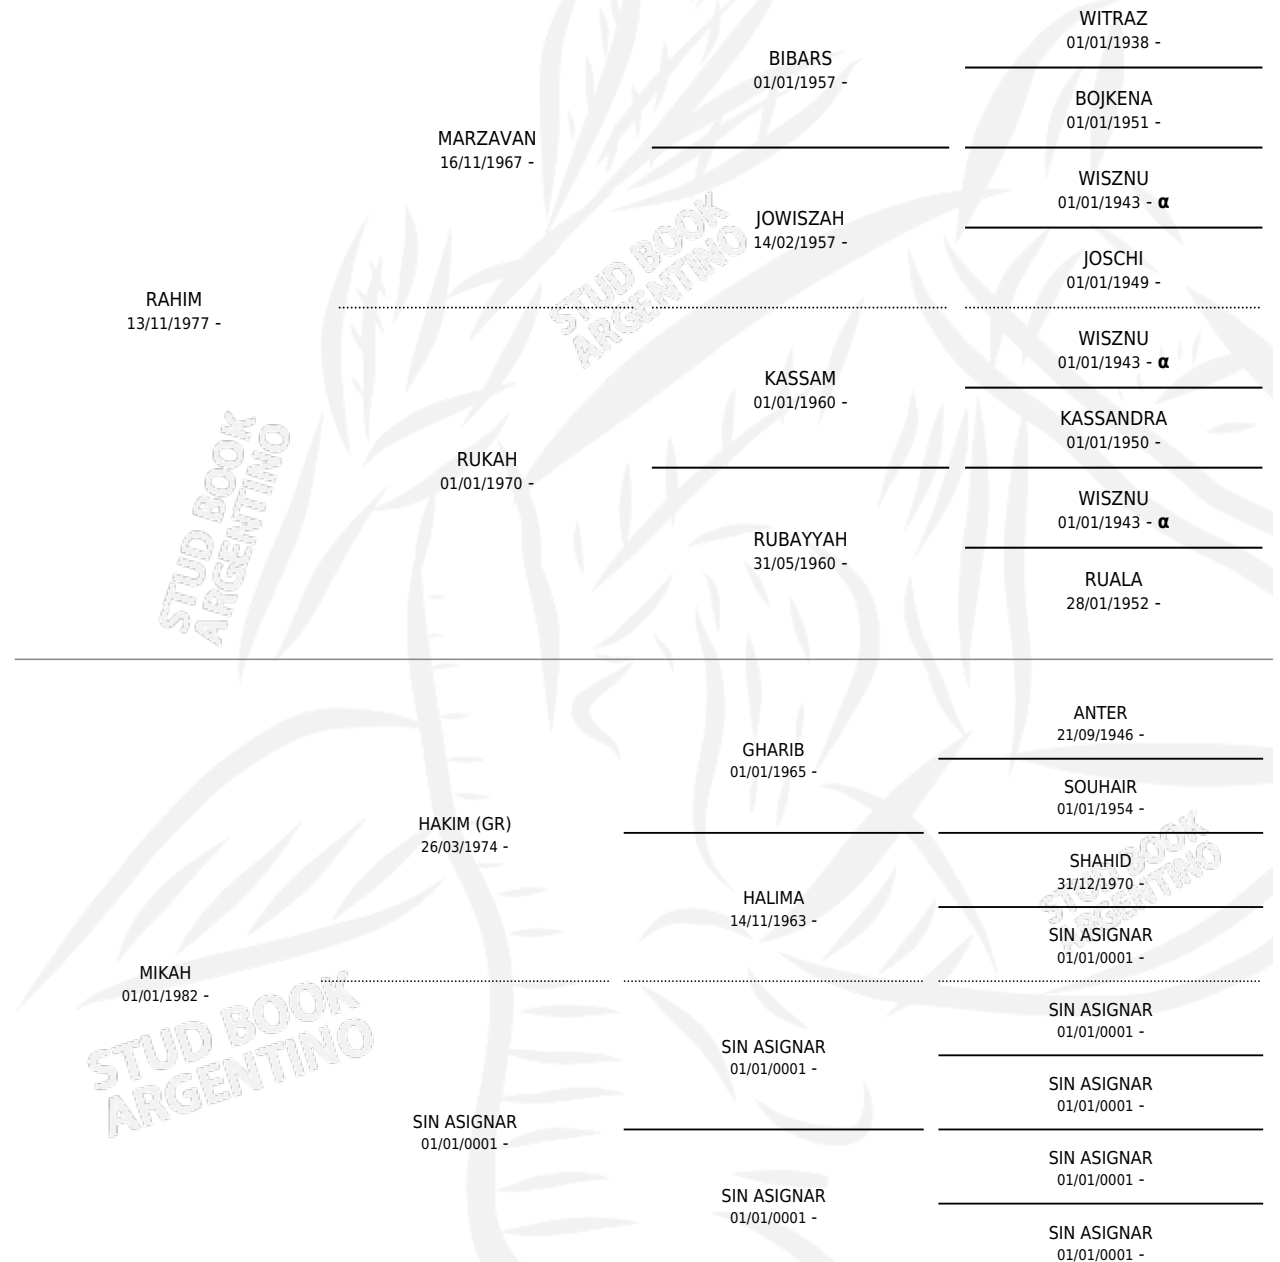 WITRAZ
01/01/1938 -
BIBARS
01/01/1957 -
BOJKENA
01/01/1951 -
MARZAVAN
16/11/1967 -
WISZNU
01/01/1943 - α
JOWISZAH
14/02/1957 -
JOSCHI
01/01/1949 -
RAHIM
13/11/1977 -
WISZNU
01/01/1943 - α
KASSAM
01/01/1960 -
KASSANDRA
01/01/1950 -
RUKAH
01/01/1970 -
WISZNU
01/01/1943 - α
RUBAYYAH
31/05/1960 -
RUALA
28/01/1952 -
ANTER
21/09/1946 -
GHARIB
01/01/1965 -
SOUHAIR
01/01/1954 -
HAKIM (GR)
26/03/1974 -
SHAHID
31/12/1970 -
HALIMA
14/11/1963 -
SIN ASIGNAR
01/01/0001 -
MIKAH
01/01/1982 -
SIN ASIGNAR
01/01/0001 -
SIN ASIGNAR
01/01/0001 -
SIN ASIGNAR
01/01/0001 -
SIN ASIGNAR
01/01/0001 -
SIN ASIGNAR
01/01/0001 -
SIN ASIGNAR
01/01/0001 -
SIN ASIGNAR
01/01/0001 -
STUD BOOK
ARGENTINO
STUD BOOK
ARGENTINO
STUD BOOK
ARGENTINO
STUD BOOK
ARGENTINO